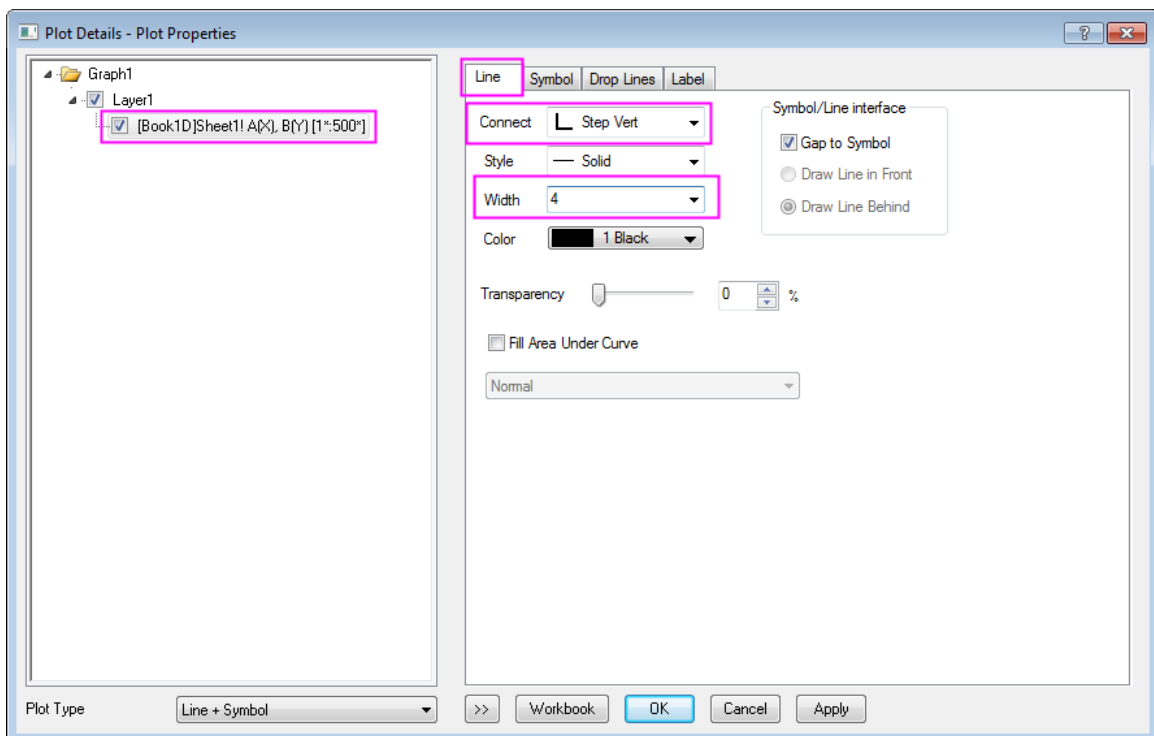 Plot Details - Plot Properties
Graph1
Layer1
[Book1D]Sheet1! A(X), B(Y) [1*:500*]
Line Symbol Drop Lines Label
Connect Step Vert
Style Solid
Width 4
Color 1 Black
Symbol/Line interface
Gap to Symbol
Draw Line in Front
Draw Line Behind
Transparency 0 %
Fill Area Under Curve
Normal
Plot Type Line + Symbol
>> Workbook OK Cancel Apply